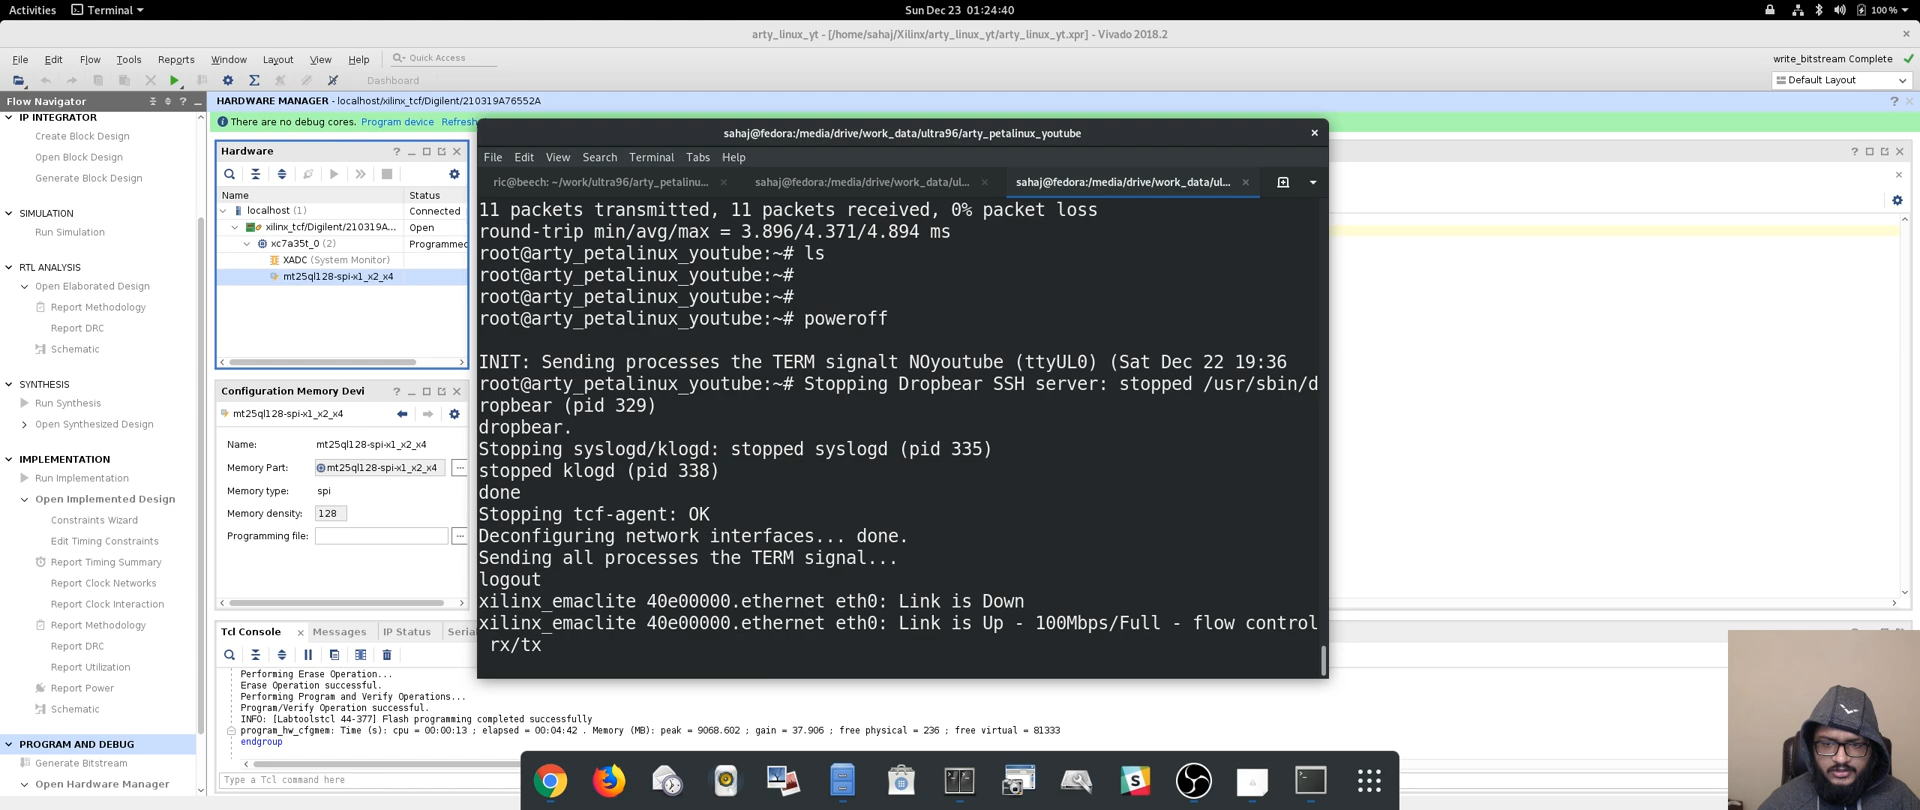 Activities
Terminal
Sun Dec 23 01:24:40
100 %
arty_linux_yt - [/home/sahaj/Xilinx/arty_linux_yt/arty_linux_yt.xpr] - Vivado 2018.2
File Edit Flow Tools Reports Window Layout View Help
Quick Access
write_bitstream Complete
Dashboard
Default Layout
Flow Navigator
HARDWARE MANAGER - localhost/xilinx_tcf/Digilent/210319A76552A
There are no debug cores. Program device Refresh
IP INTEGRATOR
Create Block Design
Open Block Design
Generate Block Design
SIMULATION
Run Simulation
RTL ANALYSIS
Open Elaborated Design
Report Methodology
Report DRC
Schematic
SYNTHESIS
Run Synthesis
Open Synthesized Design
IMPLEMENTATION
Run Implementation
Open Implemented Design
Constraints Wizard
Edit Timing Constraints
Report Timing Summary
Report Clock Networks
Report Clock Interaction
Report Methodology
Report DRC
Report Utilization
Report Power
Schematic
PROGRAM AND DEBUG
Generate Bitstream
Open Hardware Manager
Hardware
Name Status
localhost (1) Connected
xilinx_tcf/Digilent/210319A... Open
xc7a35t_0 (2) Programmed
XADC (System Monitor)
mt25ql128-spi-x1_x2_x4
Configuration Memory Devi
mt25ql128-spi-x1_x2_x4
Name: mt25ql128-spi-x1_x2_x4
Memory Part: mt25ql128-spi-x1_x2_x4
Memory type: spi
Memory density: 128
Programming file:
sahaj@fedora:/media/drive/work_data/ultra96/arty_petalinux_youtube
File Edit View Search Terminal Tabs Help
ric@beech: ~/work/ultra96/arty_petalinu...
sahaj@fedora:/media/drive/work_data/ul...
sahaj@fedora:/media/drive/work_data/ul...
11 packets transmitted, 11 packets received, 0% packet loss
round-trip min/avg/max = 3.896/4.371/4.894 ms
root@arty_petalinux_youtube:~# ls
root@arty_petalinux_youtube:~#
root@arty_petalinux_youtube:~#
root@arty_petalinux_youtube:~# poweroff
INIT: Sending processes the TERM signalt NOyoutube (ttyUL0) (Sat Dec 22 19:36
root@arty_petalinux_youtube:~# Stopping Dropbear SSH server: stopped /usr/sbin/d
ropbear (pid 329)
dropbear.
Stopping syslogd/klogd: stopped syslogd (pid 335)
stopped klogd (pid 338)
done
Stopping tcf-agent: OK
Deconfiguring network interfaces... done.
Sending all processes the TERM signal...
logout
xilinx_emaclite 40e00000.ethernet eth0: Link is Down
xilinx_emaclite 40e00000.ethernet eth0: Link is Up - 100Mbps/Full - flow control
rx/tx
Tcl Console Messages IP Status Serial
Performing Erase Operation...
Erase Operation successful.
Performing Program and Verify Operations...
Program/Verify Operation successful.
INFO: [Labtoolstcl 44-377] Flash programming completed successfully
program_hw_cfgmem: Time (s): cpu = 00:00:13 ; elapsed = 00:04:42 . Memory (MB): peak = 9068.602 ; gain = 37.906 ; free physical = 236 ; free virtual = 81333
endgroup
Type a Tcl command here